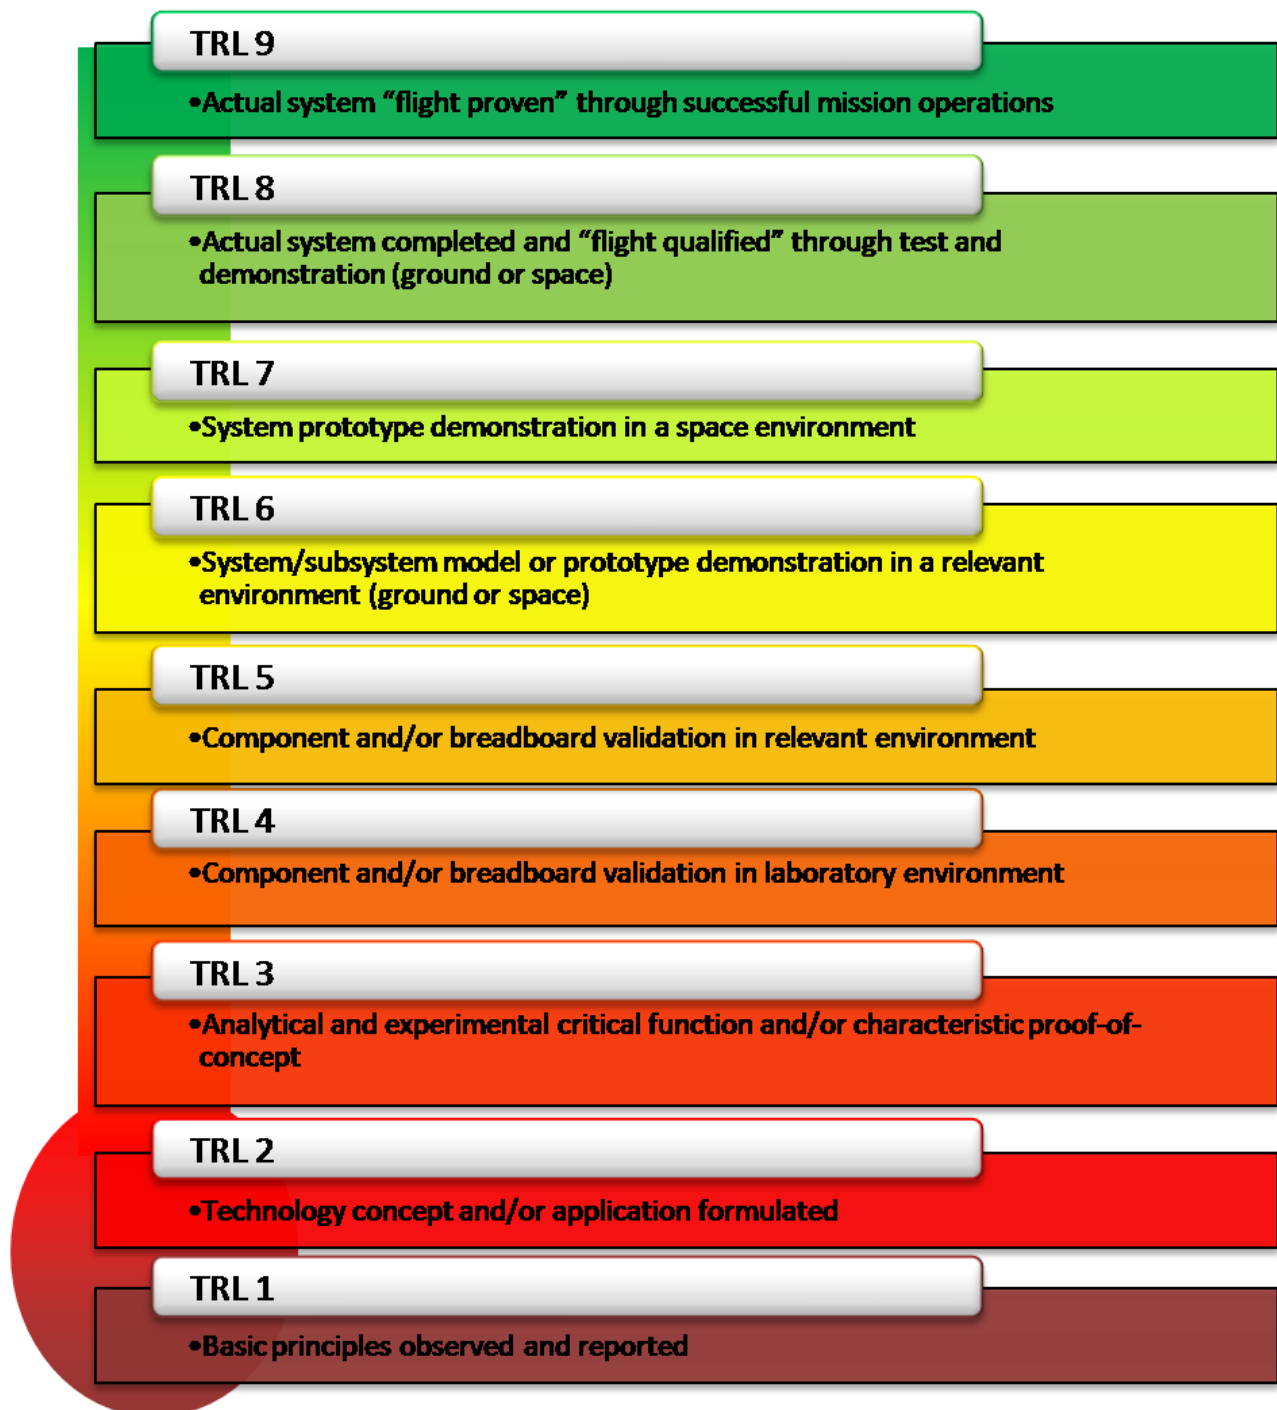 TRL 9
•Actual system “flight proven” through successful mission operations
TRL 8
•Actual system completed and “flight qualified” through test and
demonstration (ground or space)
TRL 7
•System prototype demonstration in a space environment
TRL 6
•System/subsystem model or prototype demonstration in a relevant
environment (ground or space)
TRL 5
•Component and/or breadboard validation in relevant environment
TRL 4
•Component and/or breadboard validation in laboratory environment
TRL 3
•Analytical and experimental critical function and/or characteristic proof-of-
concept
TRL 2
•Technology concept and/or application formulated
TRL 1
•Basic principles observed and reported